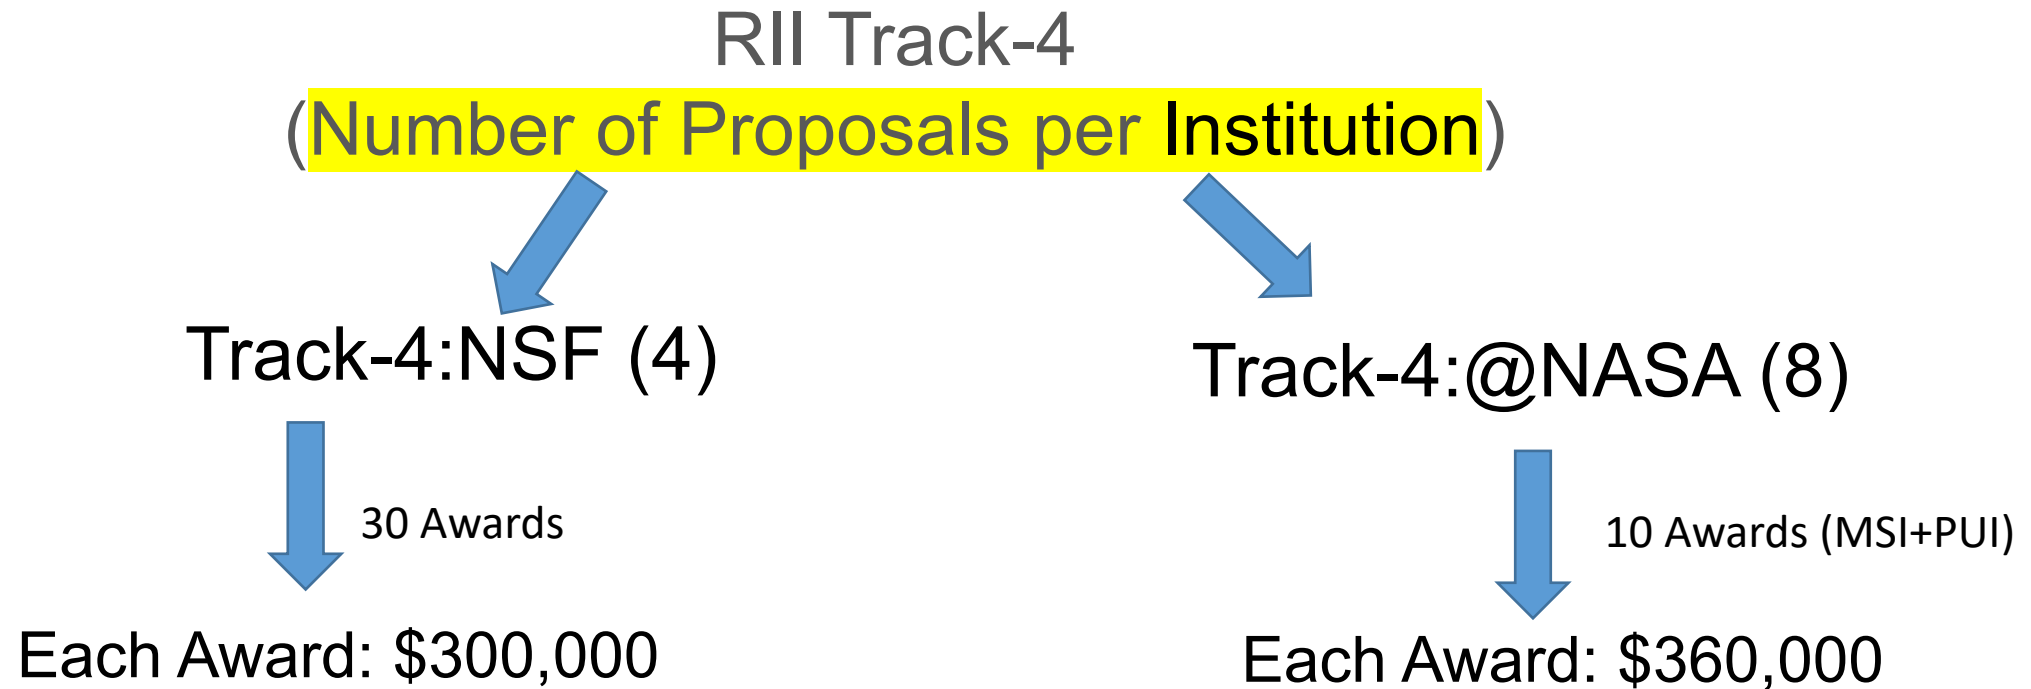 RII Track-4
(Number of Proposals per Institution)
Track-4:NSF (4)
Track-4:@NASA (8)
30 Awards
10 Awards (MSI+PUI)
Each Award: $300,000
Each Award: $360,000